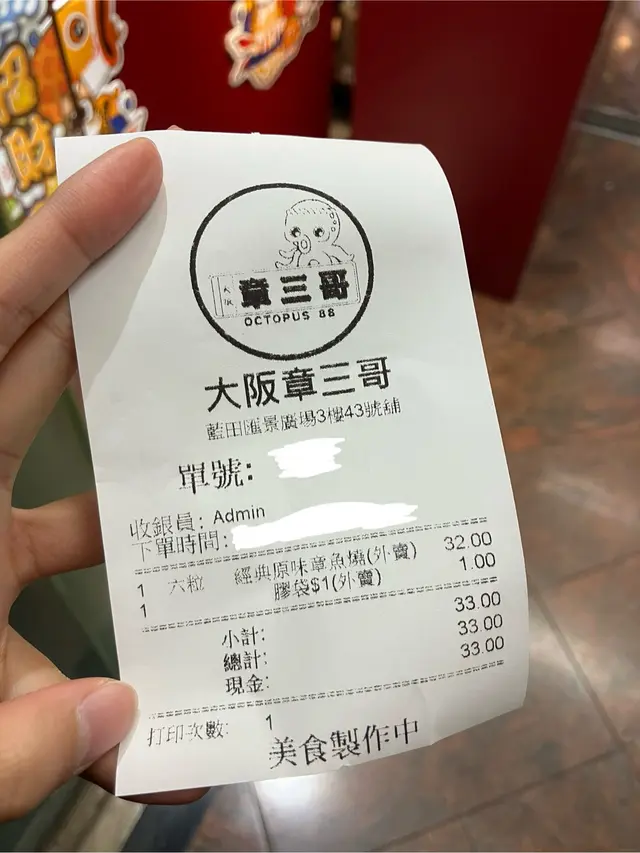 招財
大阪
章三哥
OCTOPUS 88
大阪章三哥
藍田匯景廣場3樓43號舖
單號:
收銀員: Admin
下單時間:
1 六粒 經典原味章魚燒(外賣) 32.00
1 膠袋$1(外賣) 1.00
小計: 33.00
總計: 33.00
現金: 33.00
打印次數: 1
美食製作中